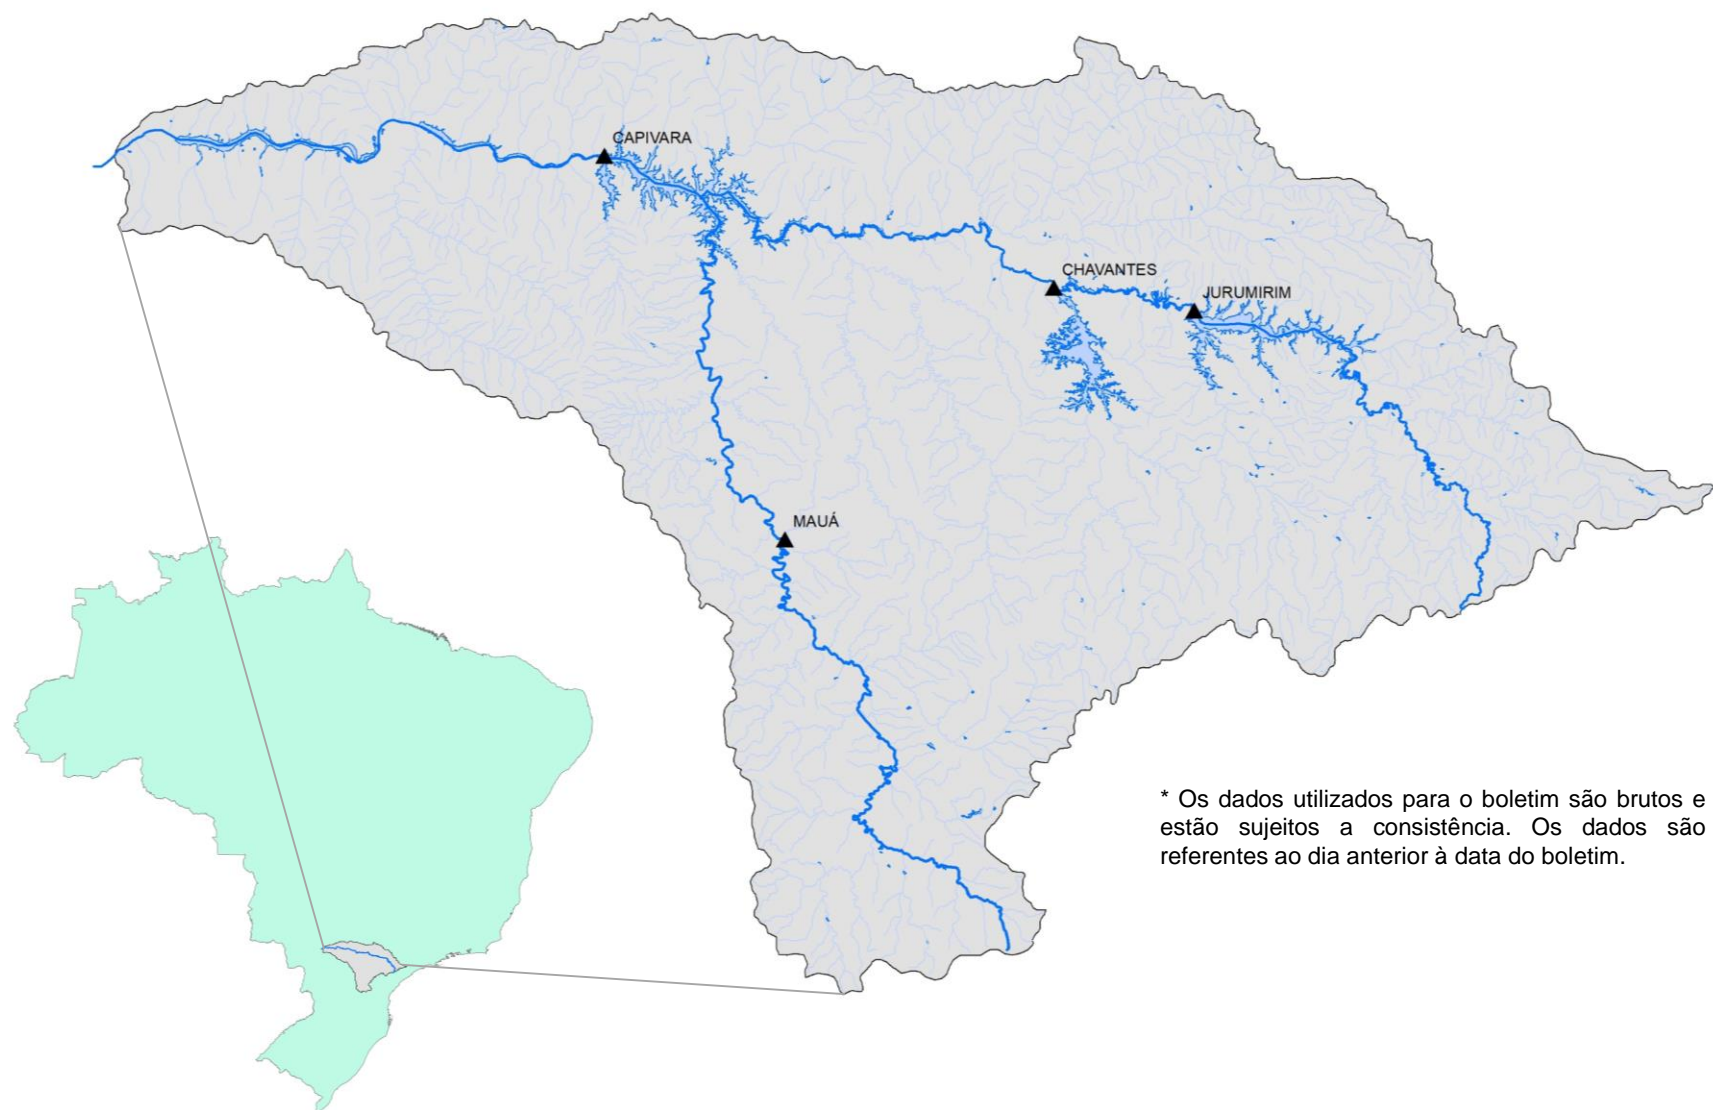 CAPIVARA
CHAVANTES
JURUMIRIM
MAUÁ
* Os dados utilizados para o boletim são brutos e
estão sujeitos a consistência. Os dados são
referentes ao dia anterior à data do boletim.